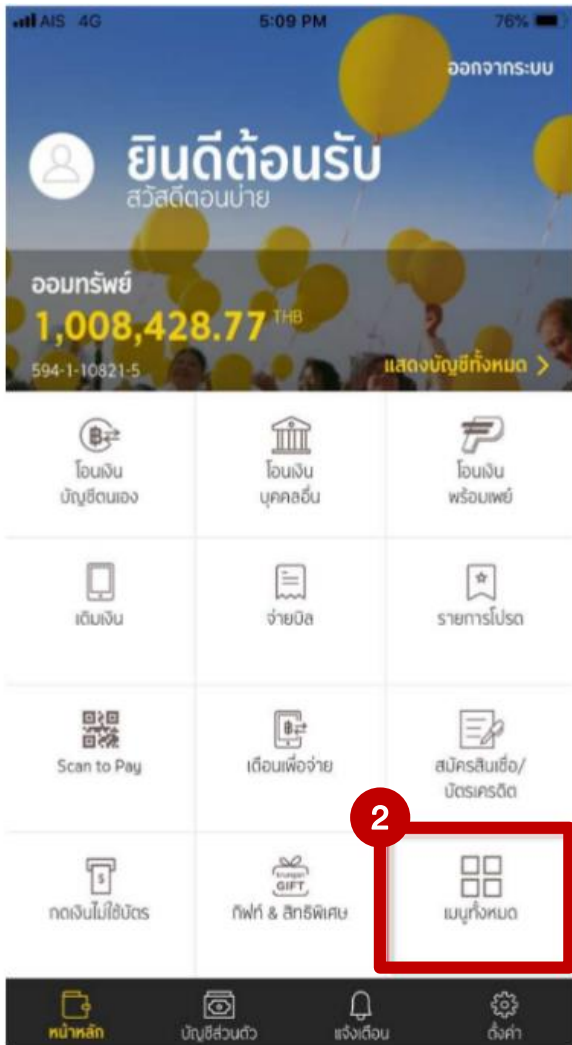 AIS 4G 5:09 PM 76%
ออกจากระบบ
ยินดีต้อนรับ
สวัสดีตอนบ่าย
ออมทรัพย์
1,008,428.77 THB
594-1-10821-5
แสดงบัญชีทั้งหมด >
โอนเงิน
บัญชีตนเอง
โอนเงิน
บุคคลอื่น
โอนเงิน
พร้อมเพย์
เติมเงิน
จ่ายบิล
รายการโปรด
Scan to Pay
เตือนเพื่อจ่าย
สมัครสินเชื่อ/
บัตรเครดิต
2
กดเงินไม่ใช้บัตร
krungsri
GIFT
กิฟท์ & สิทธิพิเศษ
เมนูทั้งหมด
หน้าหลัก
บัญชีส่วนตัว
แจ้งเตือน
ตั้งค่า